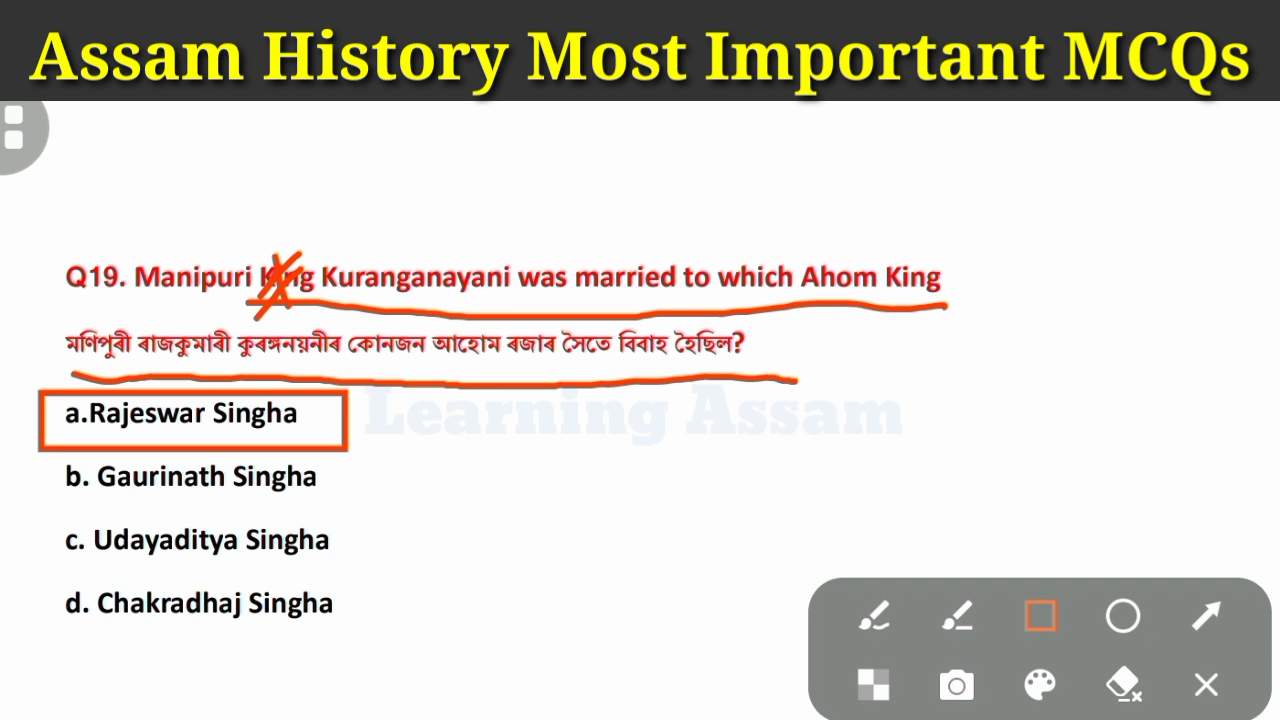 Assam History Most Important MCQs
Q19. Manipuri King Kuranganayani was married to which Ahom King
মণিপুৰী ৰাজকুমাৰী কুৰঙ্গনয়নীৰ কোনজন আহোম ৰজাৰ সৈতে বিবাহ হৈছিল?
a.Rajeswar Singha
Learning Assam
b. Gaurinath Singha
c. Udayaditya Singha
d. Chakradhaj Singha